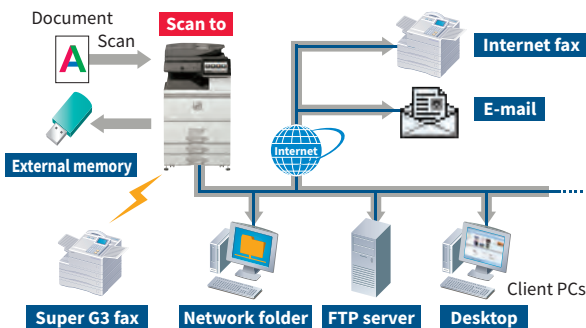 Document
Scan
Scan to
A
Internet fax
E-mail
Internet
External memory
Client PCs
Super G3 fax
Network folder
FTP server
Desktop